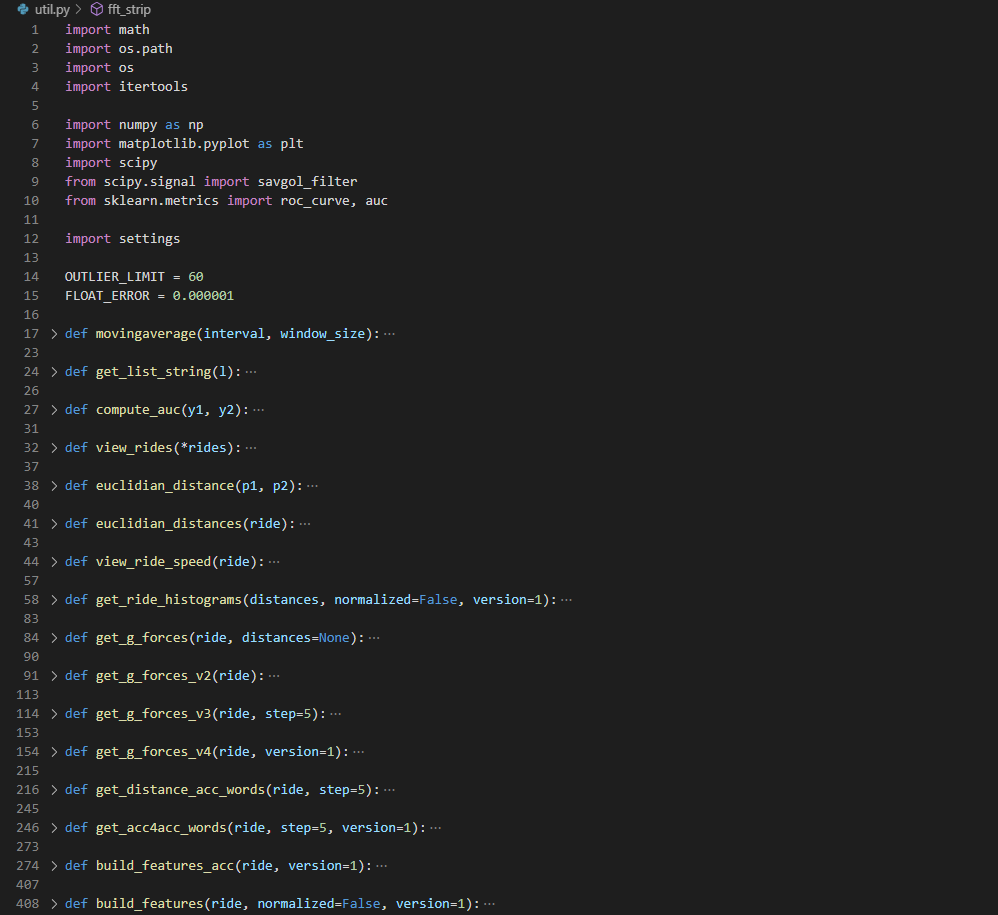 util.py > fft_strip
1 import math
2 import os.path
3 import os
4 import itertools
5
6 import numpy as np
7 import matplotlib.pyplot as plt
8 import scipy
9 from scipy.signal import savgol_filter
10 from sklearn.metrics import roc_curve, auc
11
12 import settings
13
14 OUTLIER_LIMIT = 60
15 FLOAT_ERROR = 0.000001
16
17 > def movingaverage(interval, window_size): ···
23
24 > def get_list_string(l): ···
26
27 > def compute_auc(y1, y2): ···
31
32 > def view_rides(*rides): ···
37
38 > def euclidian_distance(p1, p2): ···
40
41 > def euclidian_distances(ride): ···
43
44 > def view_ride_speed(ride): ···
57
58 > def get_ride_histograms(distances, normalized=False, version=1): ···
83
84 > def get_g_forces(ride, distances=None): ···
90
91 > def get_g_forces_v2(ride): ···
113
114 > def get_g_forces_v3(ride, step=5): ···
153
154 > def get_g_forces_v4(ride, version=1): ···
215
216 > def get_distance_acc_words(ride, step=5): ···
245
246 > def get_acc4acc_words(ride, step=5, version=1): ···
273
274 > def build_features_acc(ride, version=1): ···
407
408 > def build_features(ride, normalized=False, version=1): ···